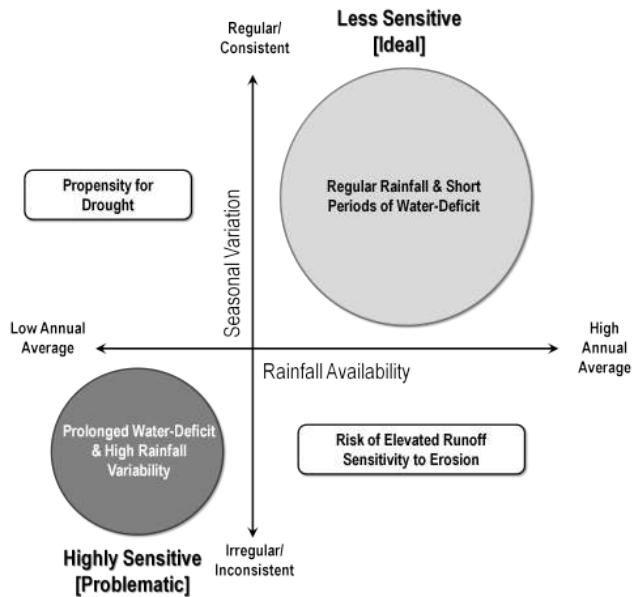 Less Sensitive
[Ideal]
Regular/
Consistent
Regular Rainfall & Short
Periods of Water-Deficit
Propensity for
Drought
Seasonal Variation
Low Annual
Average
High
Annual
Average
Rainfall Availability
Prolonged Water-Deficit
& High Rainfall
Variability
Risk of Elevated Runoff
Sensitivity to Erosion
Highly Sensitive
[Problematic]
Irregular/
Inconsistent